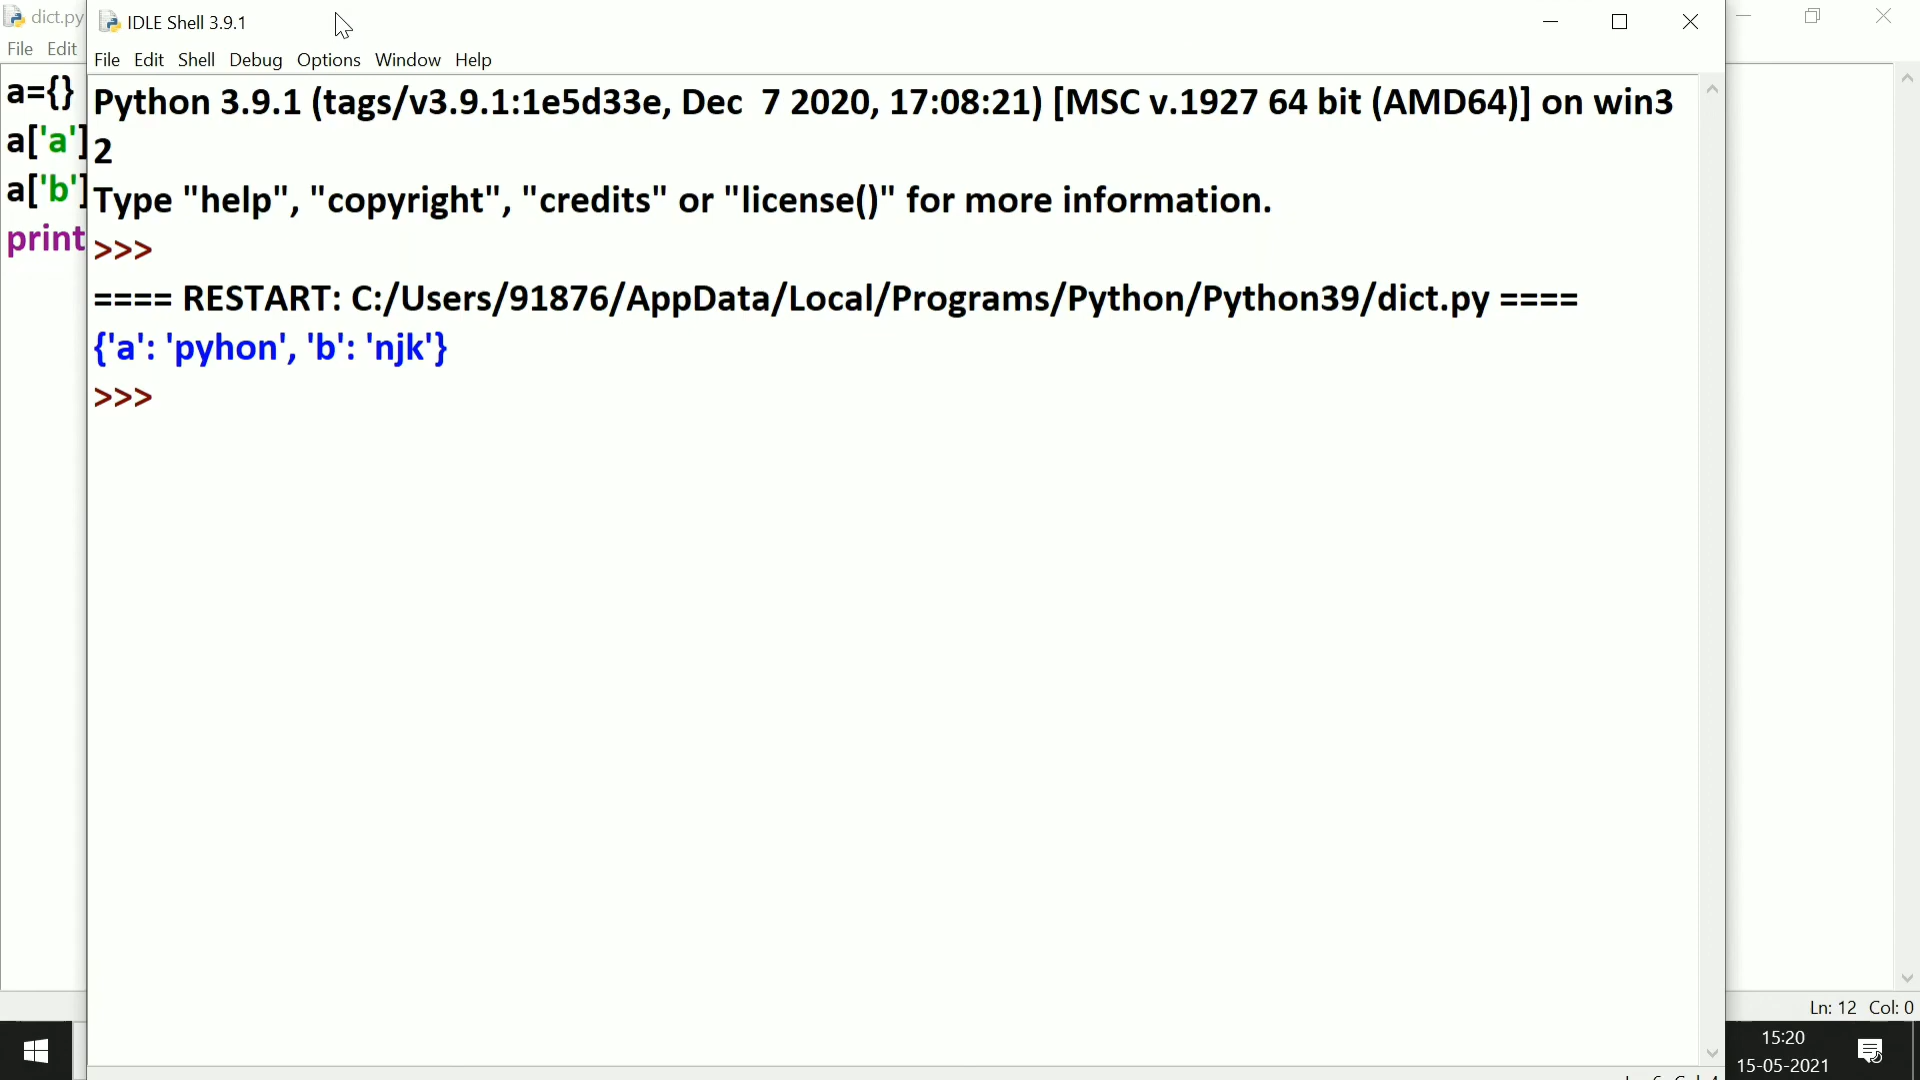 dict.py
File Edit
a={}
a['a']
a['b']
print
IDLE Shell 3.9.1
File Edit Shell Debug Options Window Help
Python 3.9.1 (tags/v3.9.1:1e5d33e, Dec  7 2020, 17:08:21) [MSC v.1927 64 bit (AMD64)] on win3
2
Type "help", "copyright", "credits" or "license()" for more information.
>>>
==== RESTART: C:/Users/91876/AppData/Local/Programs/Python/Python39/dict.py ====
{'a': 'pyhon', 'b': 'njk'}
>>>
Ln: 12 Col: 0
15:20
15-05-2021